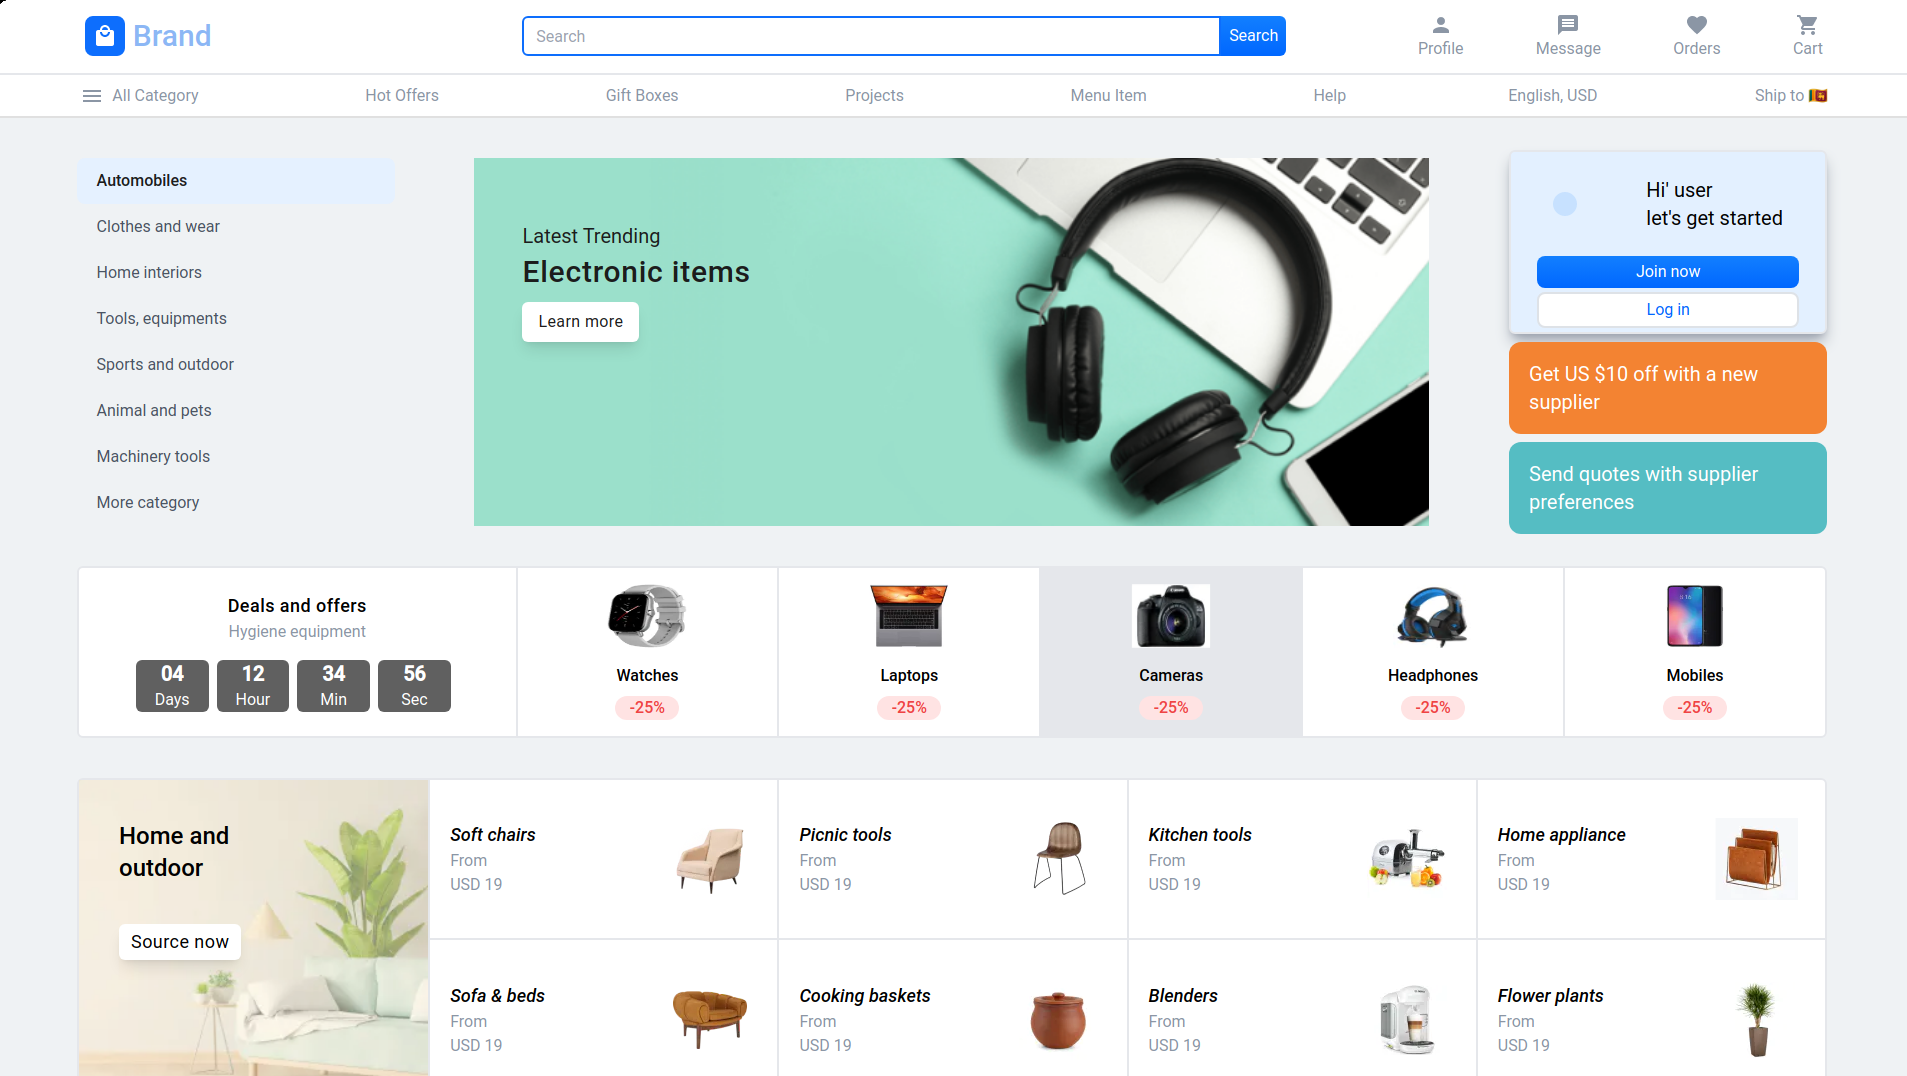 Brand
Search
Search
Profile
Message
Orders
Cart
All Category
Hot Offers
Gift Boxes
Projects
Menu Item
Help
English, USD
Ship to
Automobiles
Clothes and wear
Home interiors
Tools, equipments
Sports and outdoor
Animal and pets
Machinery tools
More category
Latest Trending
Electronic items
Learn more
Hi' user
let's get started
Join now
Log in
Get US $10 off with a new
supplier
Send quotes with supplier
preferences
Deals and offers
Hygiene equipment
04 12 34 56
Days Hour Min Sec
Watches
-25%
Laptops
-25%
Cameras
-25%
Headphones
-25%
Mobiles
-25%
Home and
outdoor
Source now
Soft chairs
From
USD 19
Picnic tools
From
USD 19
Kitchen tools
From
USD 19
Home appliance
From
USD 19
Sofa & beds
From
USD 19
Cooking baskets
From
USD 19
Blenders
From
USD 19
Flower plants
From
USD 19